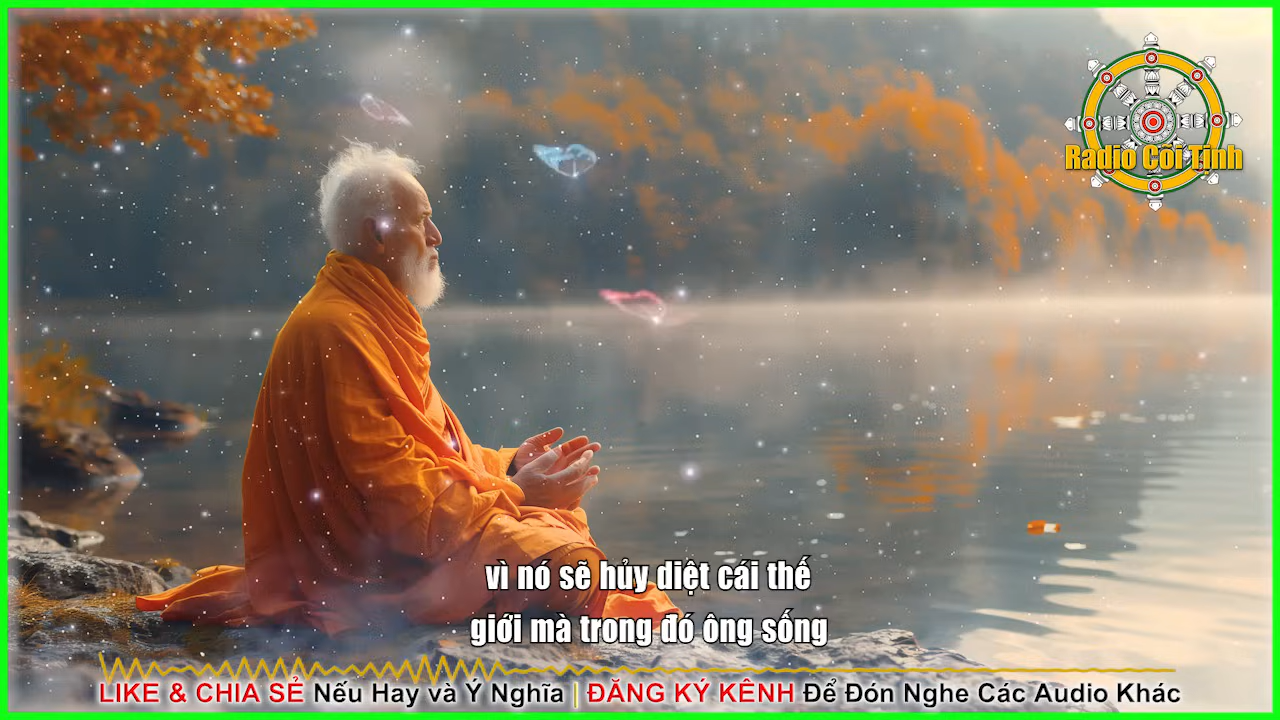 Radio Cõi Tịnh
vì nó sẽ hủy diệt cái thế
giới mà trong đó ông sống
LIKE & CHIA SẺ Nếu Hay và Ý Nghĩa | ĐĂNG KÝ KÊNH Để Đón Nghe Các Audio Khác